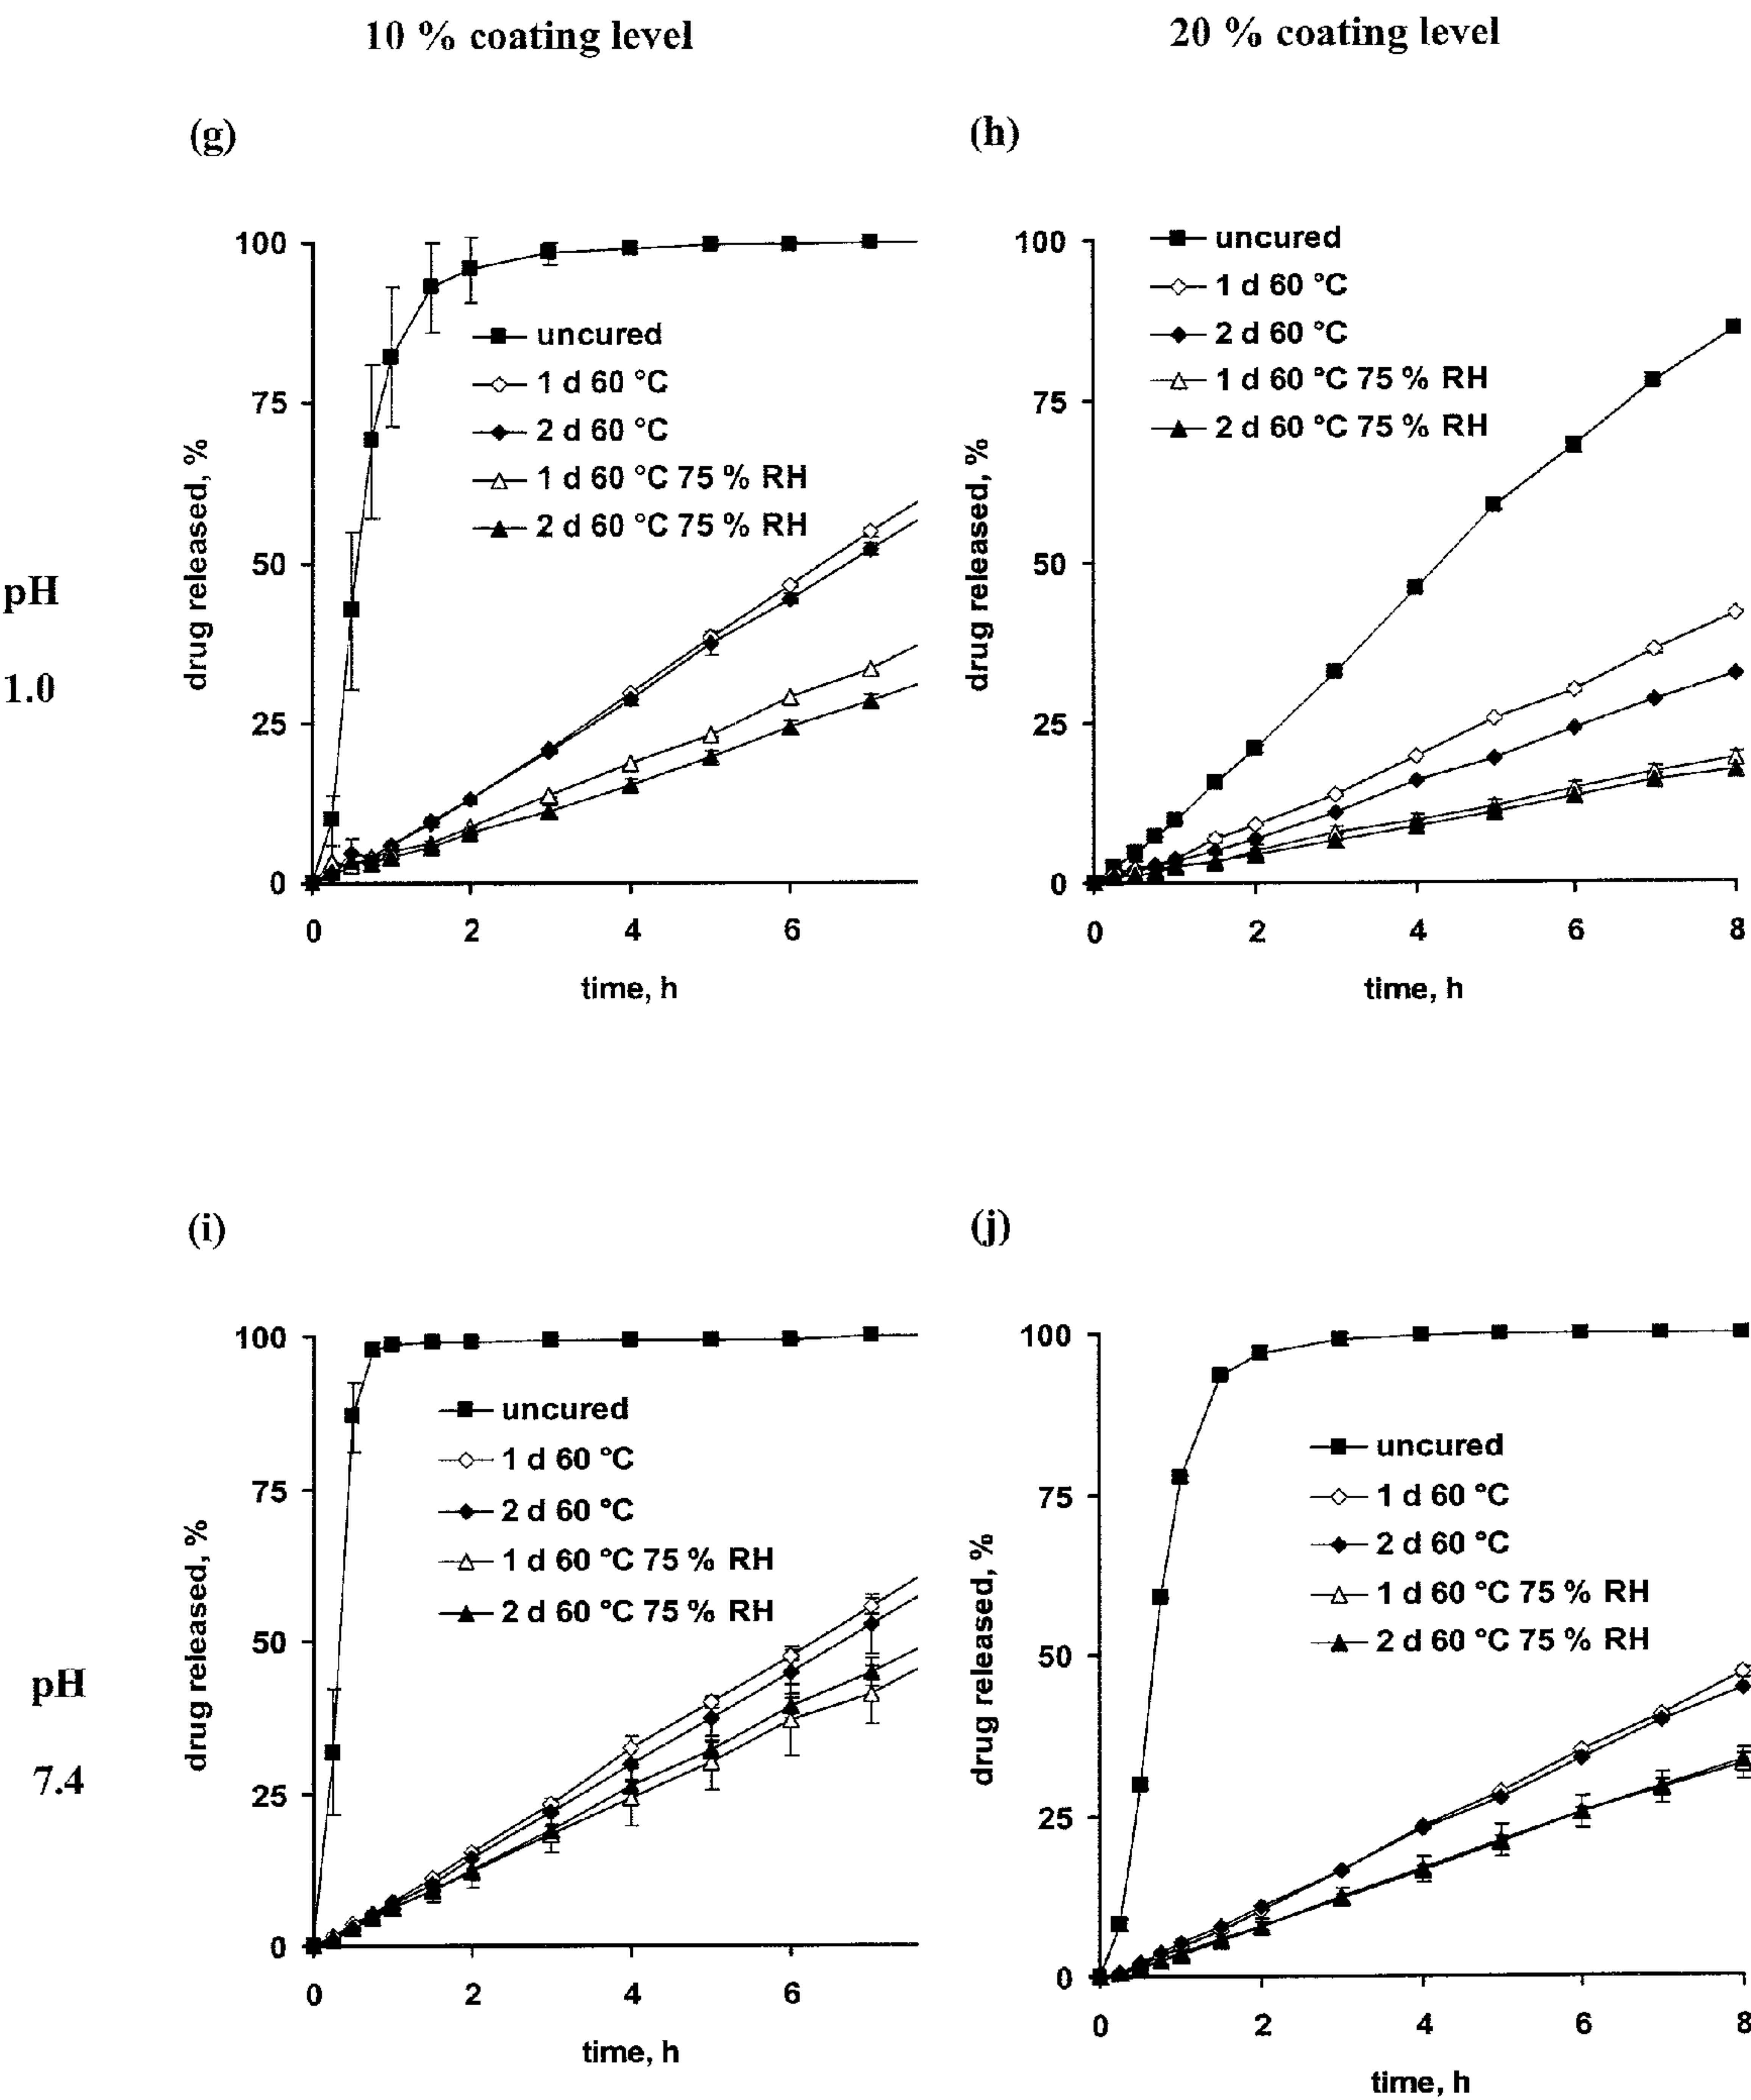 10 % coating level
20 % coating level
(g)
(h)
100
75
50
25
0
drug released, %
uncured
1 d 60 °C
2 d 60 °C
1 d 60 °C 75 % RH
2 d 60 °C 75 % RH
0
2
4
6
time, h
100
75
50
25
0
drug released, %
uncured
1 d 60 °C
2 d 60 °C
1 d 60 °C 75 % RH
2 d 60 °C 75 % RH
0
2
4
6
8
time, h
pH
1.0
(i)
(j)
100
75
50
25
0
drug released, %
uncured
1 d 60 °C
2 d 60 °C
1 d 60 °C 75 % RH
2 d 60 °C 75 % RH
0
2
4
6
time, h
100
75
50
25
0
drug released, %
uncured
1 d 60 °C
2 d 60 °C
1 d 60 °C 75 % RH
2 d 60 °C 75 % RH
0
2
4
6
8
time, h
pH
7.4